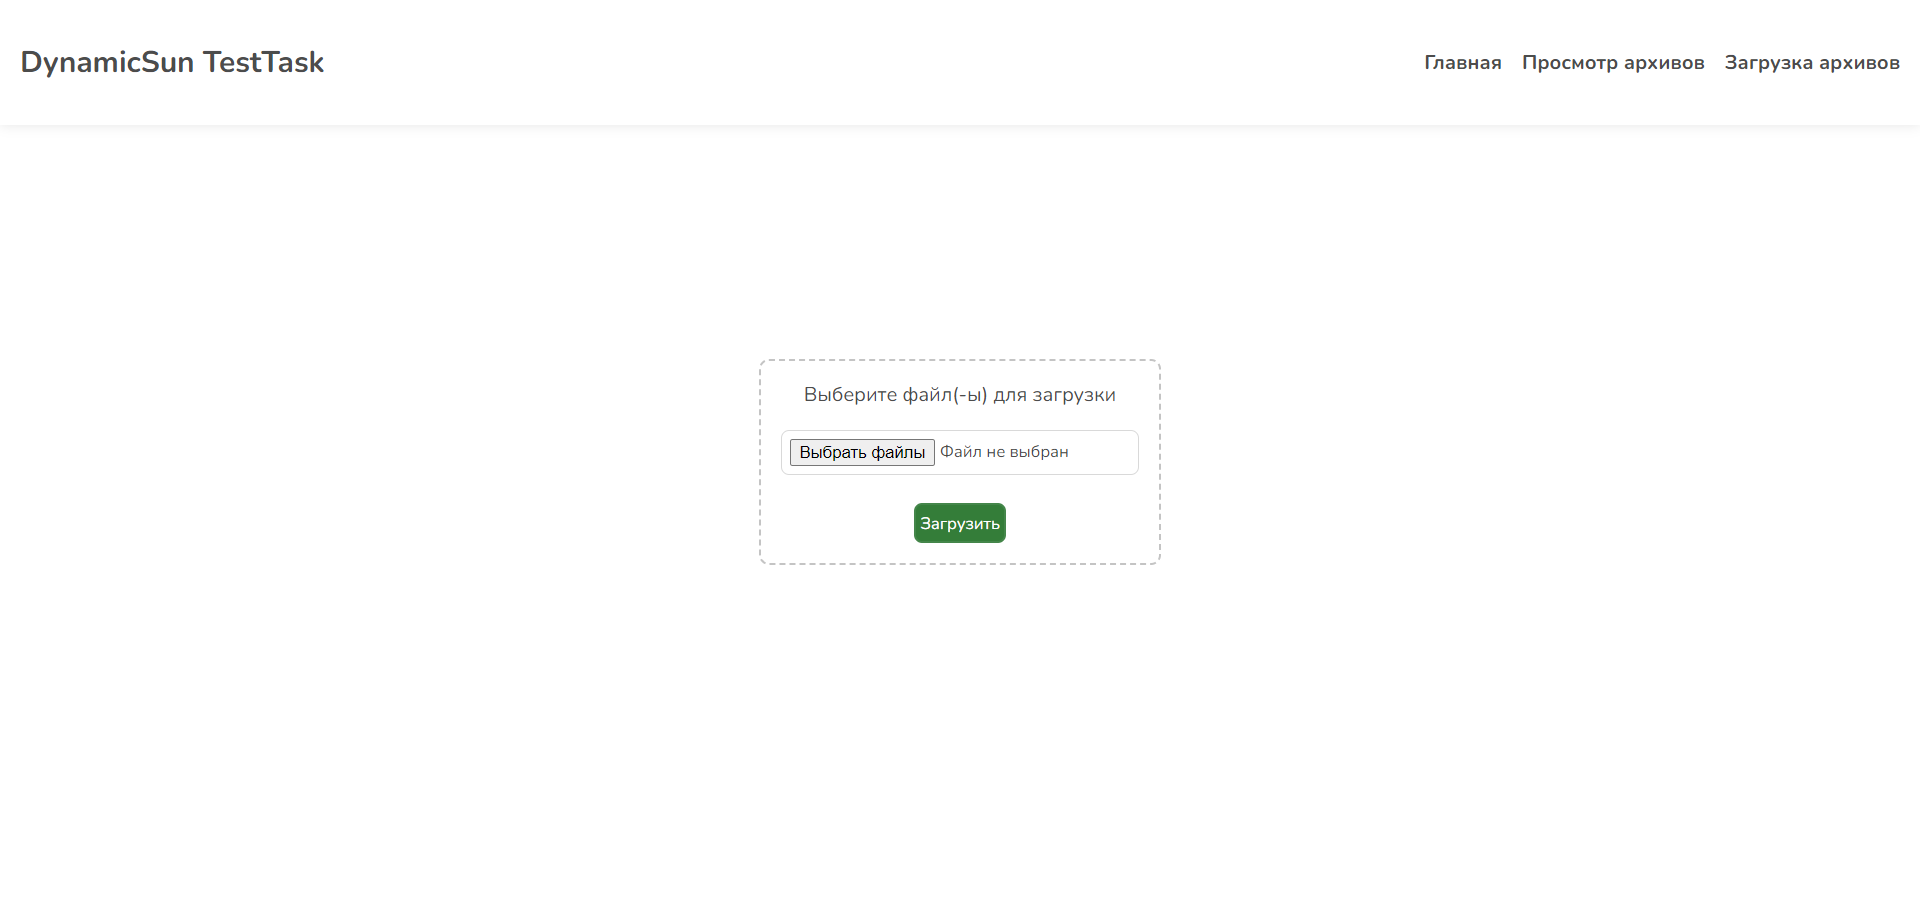 DynamicSun TestTask
Главная Просмотр архивов Загрузка архивов
Выберите файл(-ы) для загрузки
Выбрать файлы Файл не выбран
Загрузить